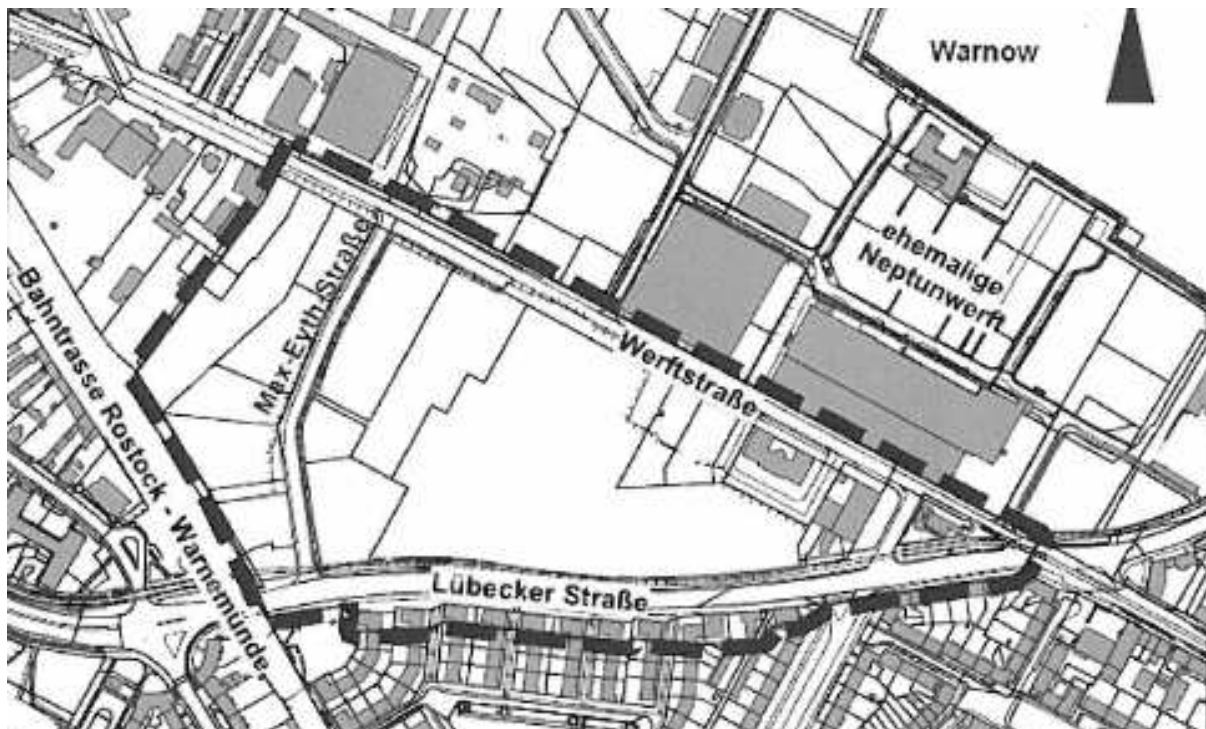 Warnow
ehemalige
Neptunwerft
Max-Eyth Straße
Bahntrasse Rostock - Warnemünde
Werftstraße
Lübecker Straße